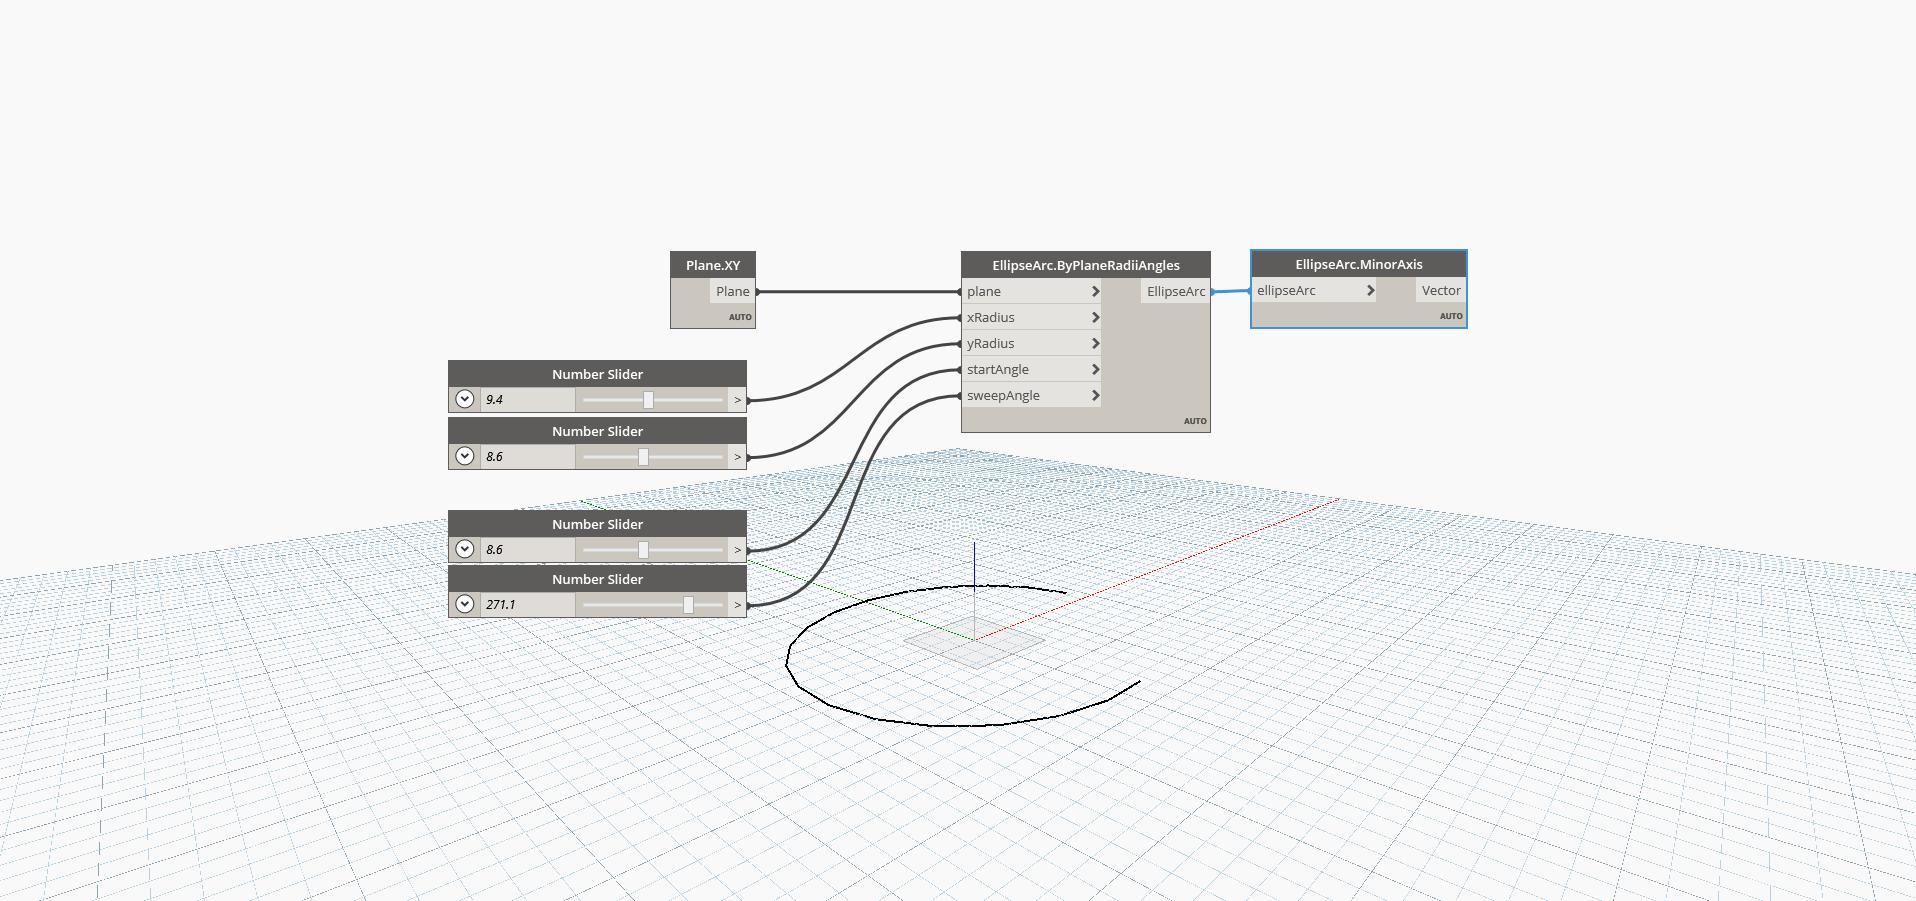 Plane.XY
Plane
AUTO
EllipseArc.ByPlaneRadiiAngles
plane > EllipseArc
xRadius >
yRadius >
startAngle >
sweepAngle >
AUTO
EllipseArc.MinorAxis
ellipseArc > Vector
AUTO
Number Slider
9.4 >
Number Slider
8.6 >
Number Slider
8.6 >
Number Slider
271.1 >